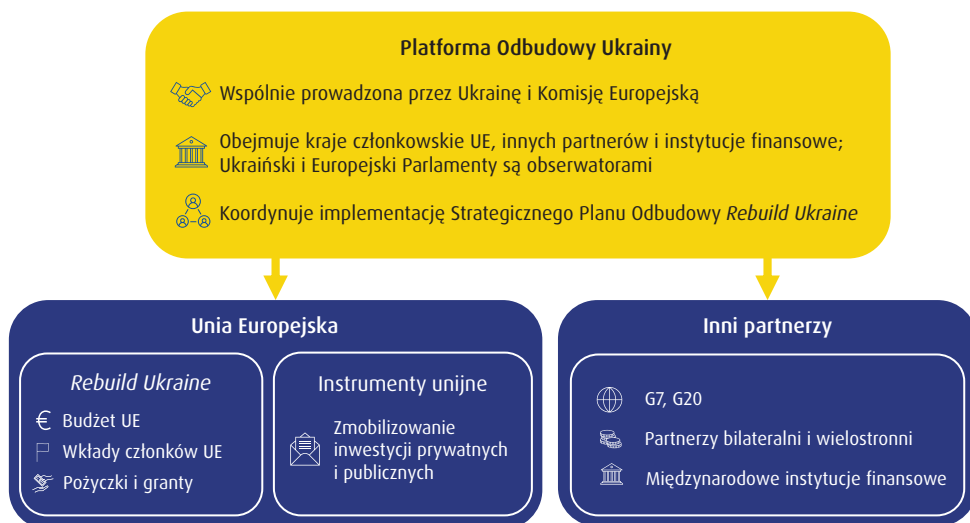 Platforma Odbudowy Ukrainy
Wspólnie prowadzona przez Ukrainę i Komisję Europejską
Obejmuje kraje członkowskie UE, innych partnerów i instytucje finansowe;
Ukraiński i Europejski Parlamenty są obserwatorami
Koordynuje implementację Strategicznego Planu Odbudowy Rebuild Ukraine
Unia Europejska
Rebuild Ukraine
€ Budżet UE
Wkłady członków UE
Pożyczki i granty
Instrumenty unijne
Zmobilizowanie
inwestycji prywatnych
i publicznych
Inni partnerzy
G7, G20
Partnerzy bilateralni i wielostronni
Międzynarodowe instytucje finansowe